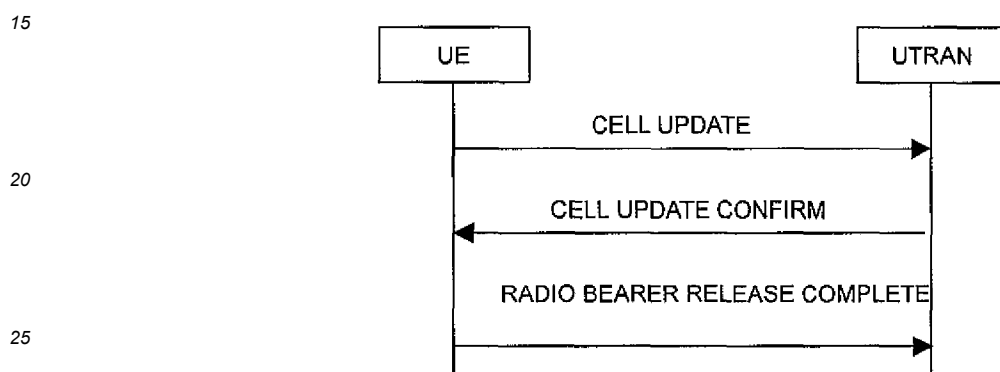 15
UE UTRAN
CELL UPDATE
20
CELL UPDATE CONFIRM
RADIO BEARER RELEASE COMPLETE
25